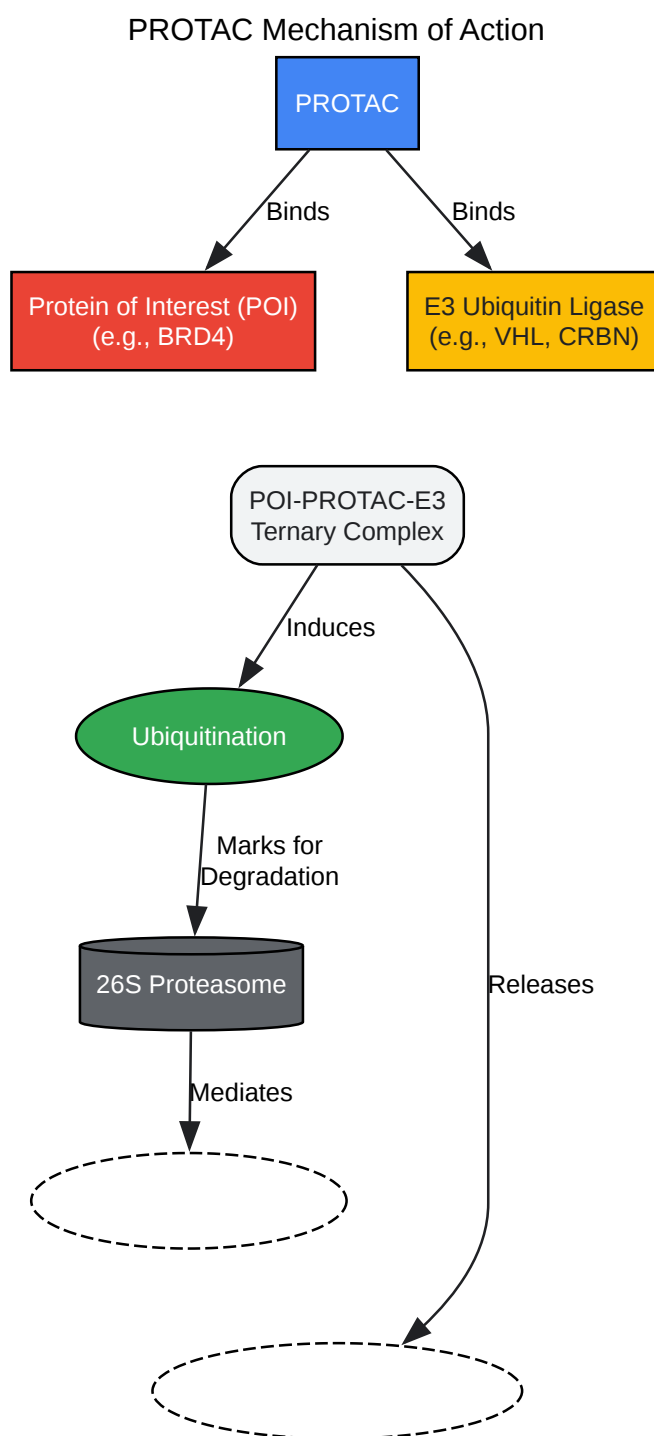 PROTAC Mechanism of Action
PROTAC
Binds
Binds
Protein of Interest (POI)
(e.g., BRD4)
E3 Ubiquitin Ligase
(e.g., VHL, CRBN)
POI-PROTAC-E3
Ternary Complex
Induces
Ubiquitination
Marks for
Degradation
26S Proteasome
Releases
Mediates